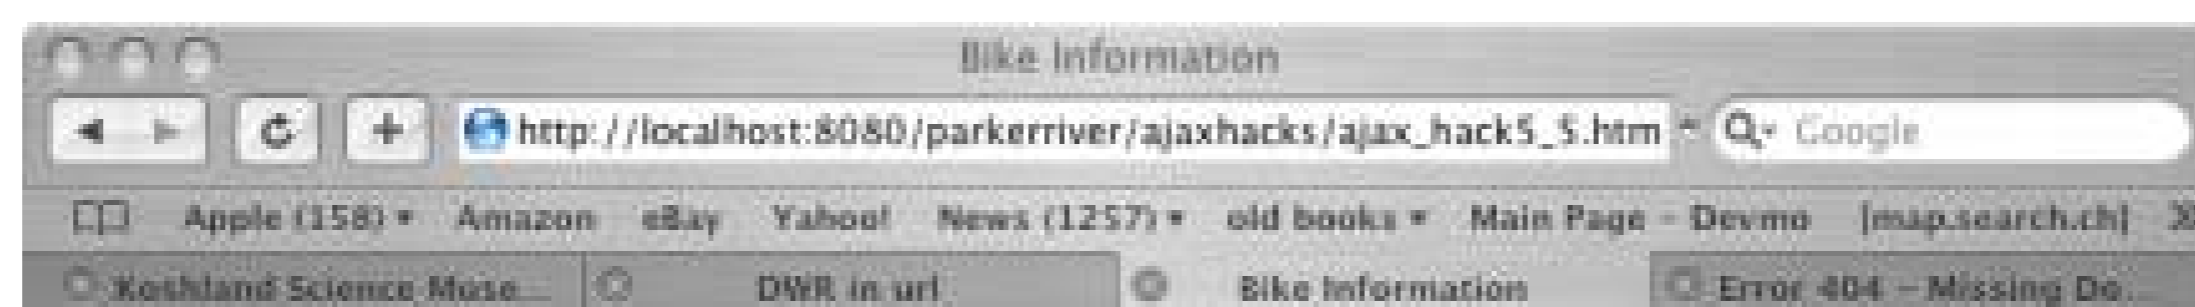 Bike Information
http://localhost:8080/parkerriver/ajaxhacks/ajax_hack5_5.htm Google
Apple (158) Amazon eBay Yahoo! News (1257) old books Main Page - Devmo [map.search.ch]
Koshland Science Muse... DWR in url Bike Information Error 404 - Missing Do...